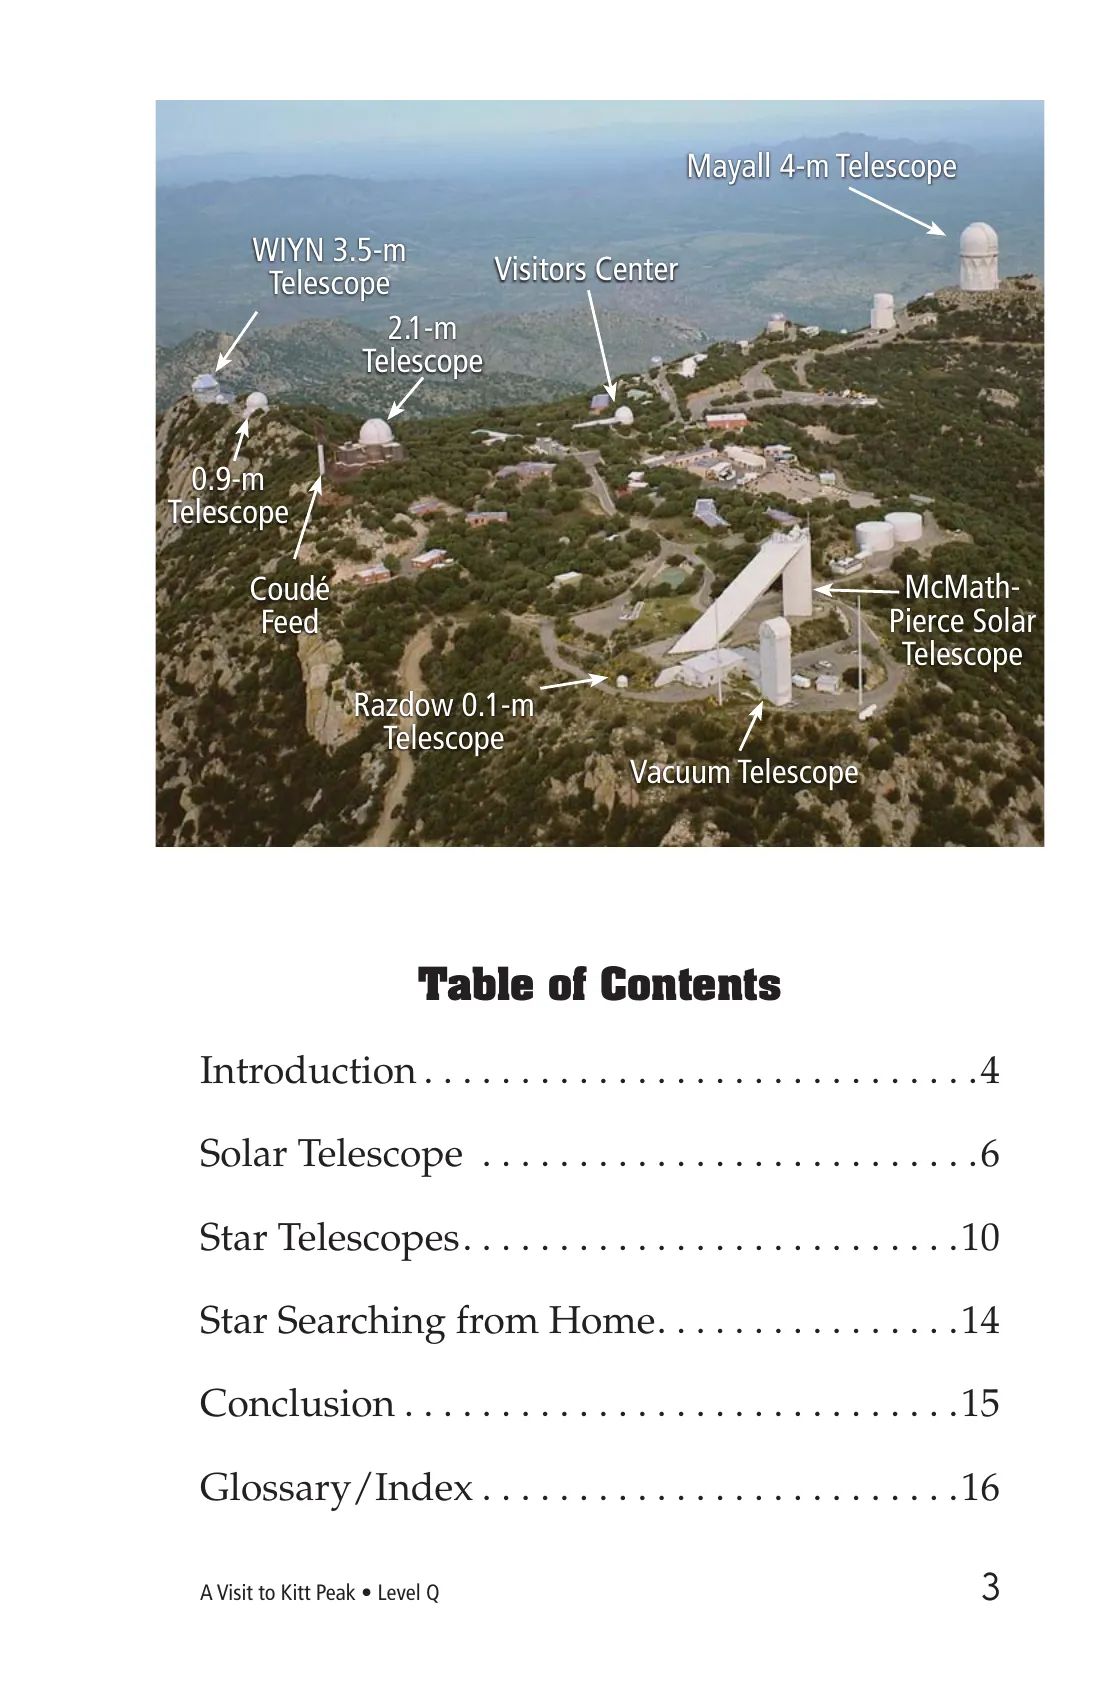 Mayall 4-m Telescope
WIYN 3.5-m
Telescope
Visitors Center
2.1-m
Telescope
0.9-m
Telescope
Coudé
Feed
McMath-
Pierce Solar
Telescope
Razdow 0.1-m
Telescope
Vacuum Telescope
Table of Contents
Introduction . . . . . . . . . . . . . . . . . . . . . . . . . . . . .4
Solar Telescope . . . . . . . . . . . . . . . . . . . . . . . . . .6
Star Telescopes. . . . . . . . . . . . . . . . . . . . . . . . . .10
Star Searching from Home. . . . . . . . . . . . . . . .14
Conclusion . . . . . . . . . . . . . . . . . . . . . . . . . . . . .15
Glossary/Index . . . . . . . . . . . . . . . . . . . . . . . . .16
A Visit to Kitt Peak • Level Q
3